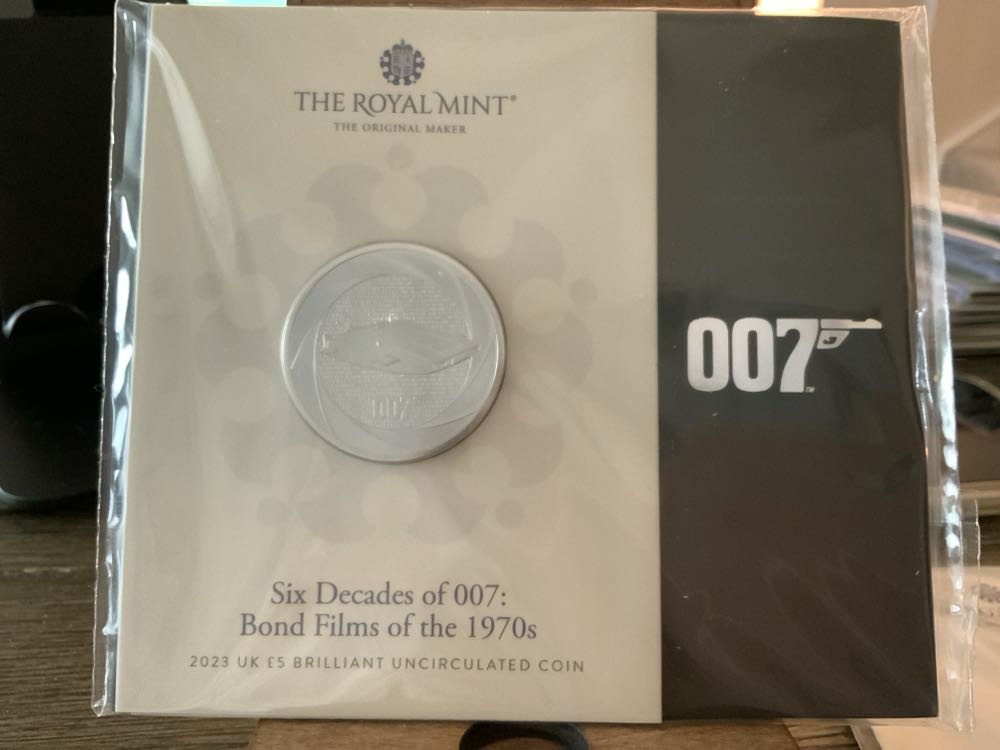 THE ROYAL MINT®
THE ORIGINAL MAKER
007
007™
Six Decades of 007:
Bond Films of the 1970s
2023 UK £5 BRILLIANT UNCIRCULATED COIN